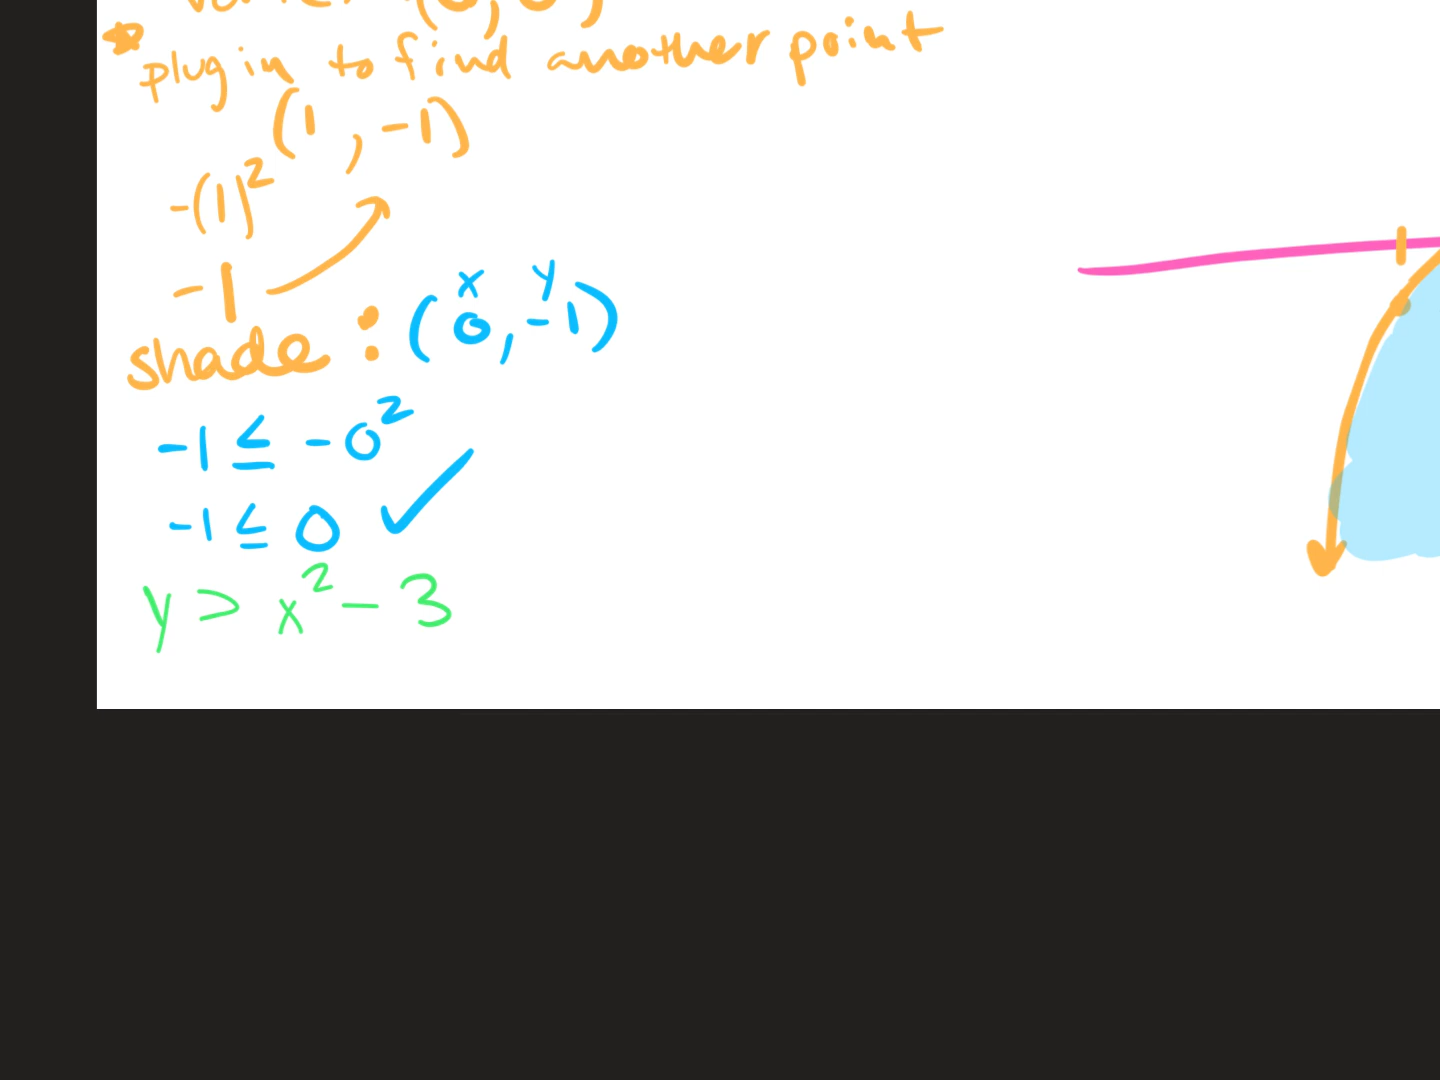 plug in to find another point
(1, -1)
-(1)²
-1
shade : (0, -1)
x y
-1 ≤ -0²
-1 ≤ 0 ✓
y > x² - 3